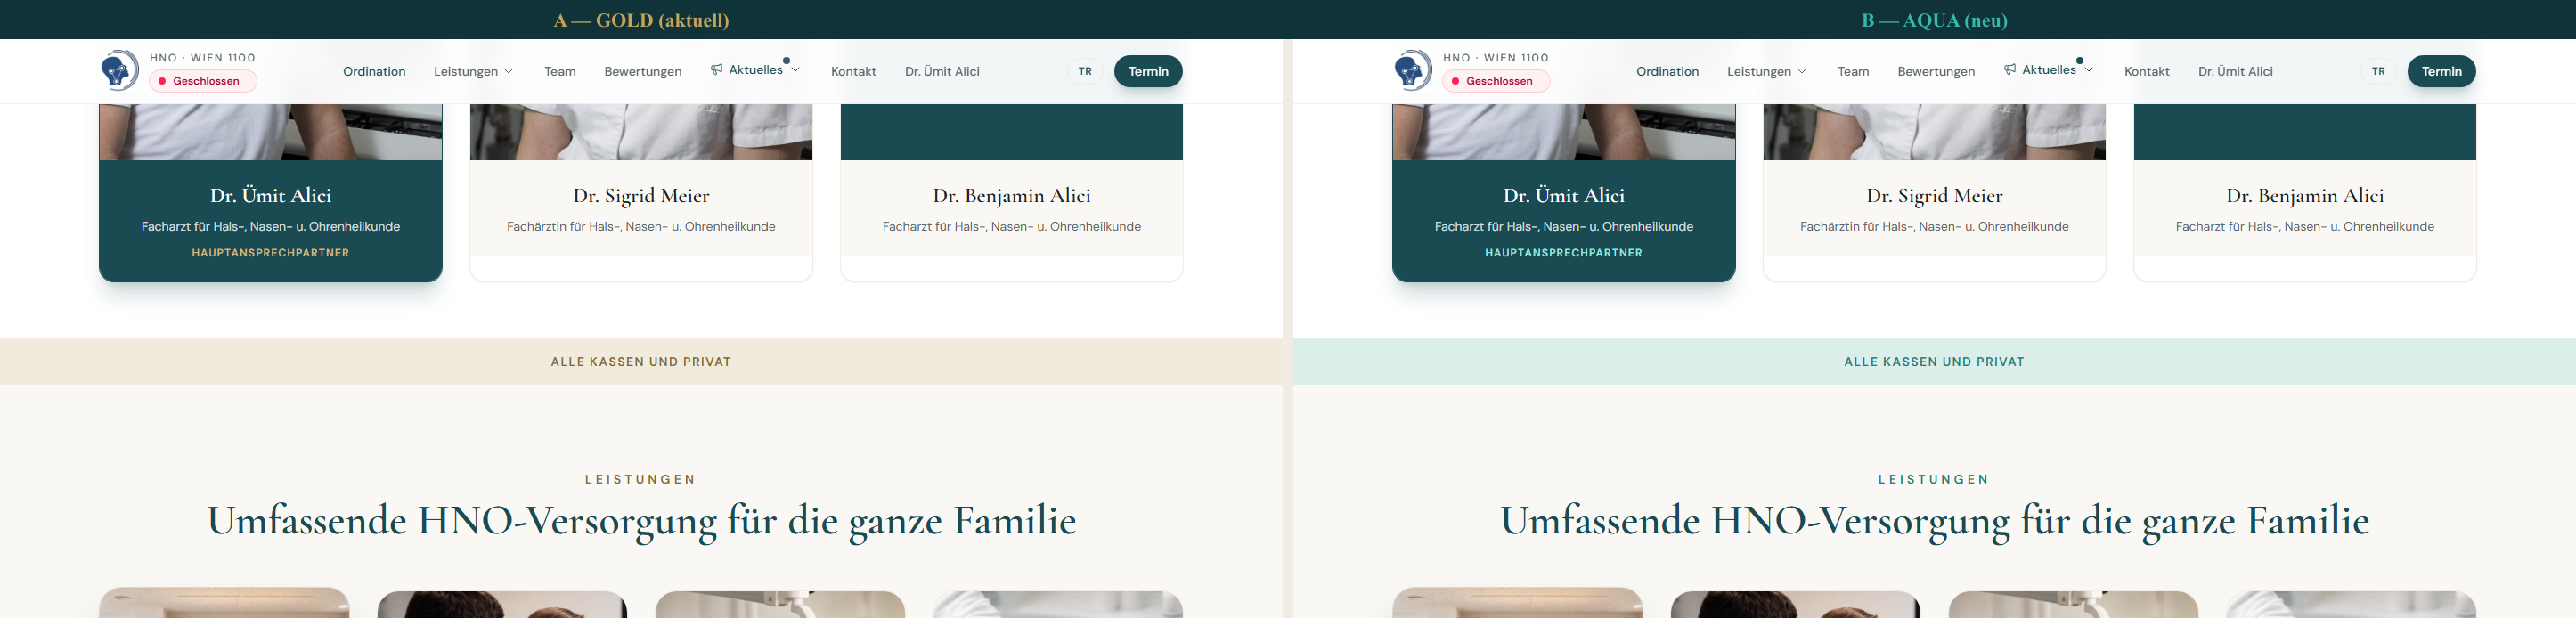 A — GOLD (aktuell)
HNO · WIEN 1100
Geschlossen
Ordination Leistungen Team Bewertungen Aktuelles Kontakt Dr. Ümit Alici TR Termin
Dr. Ümit Alici
Facharzt für Hals-, Nasen- u. Ohrenheilkunde
HAUPTANSPRECHPARTNER
Dr. Sigrid Meier
Fachärztin für Hals-, Nasen- u. Ohrenheilkunde
Dr. Benjamin Alici
Facharzt für Hals-, Nasen- u. Ohrenheilkunde
ALLE KASSEN UND PRIVAT
LEISTUNGEN
Umfassende HNO-Versorgung für die ganze Familie
B — AQUA (neu)
HNO · WIEN 1100
Geschlossen
Ordination Leistungen Team Bewertungen Aktuelles Kontakt Dr. Ümit Alici TR Termin
Dr. Ümit Alici
Facharzt für Hals-, Nasen- u. Ohrenheilkunde
HAUPTANSPRECHPARTNER
Dr. Sigrid Meier
Fachärztin für Hals-, Nasen- u. Ohrenheilkunde
Dr. Benjamin Alici
Facharzt für Hals-, Nasen- u. Ohrenheilkunde
ALLE KASSEN UND PRIVAT
LEISTUNGEN
Umfassende HNO-Versorgung für die ganze Familie